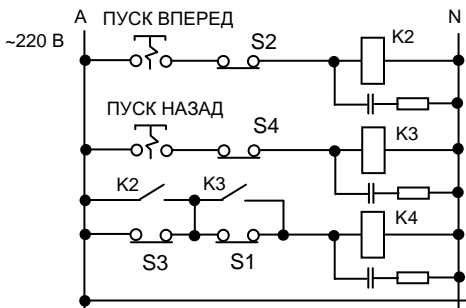 А ПУСК ВПЕРЕД N
~220 В S2 K2
ПУСК НАЗАД
S4 K3
K2 K3
K4
S3 S1